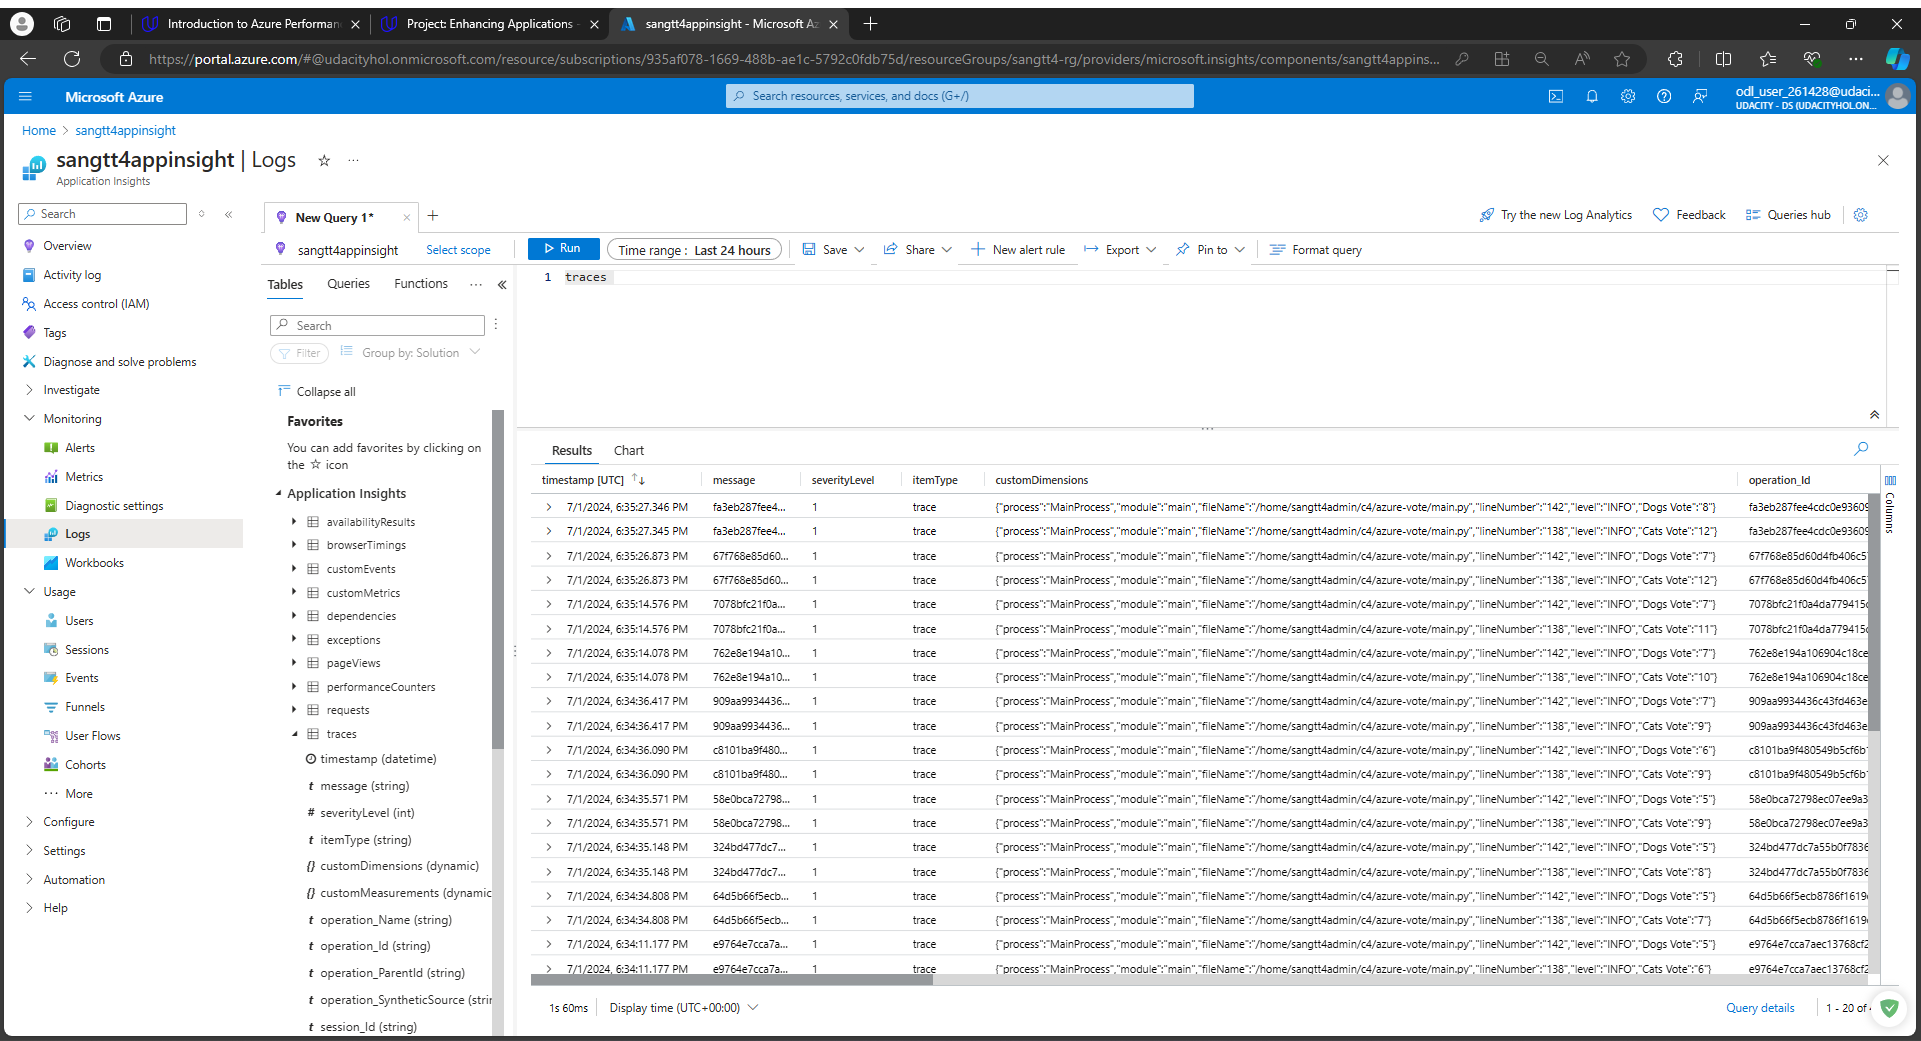 Introduction to Azure Performan
Project: Enhancing Applications -
sangtt4appinsight - Microsoft Az
https://portal.azure.com/#@udacityhol.onmicrosoft.com/resource/subscriptions/935af078-1669-488b-ae1c-5792c0fdb75d/resourceGroups/sangtt4-rg/providers/microsoft.insights/components/sangtt4appins...
Microsoft Azure
Search resources, services, and docs (G+/)
odl_user_261428@udaci...
UDACITY - DS (UDACITYHOL.ON...
Home > sangtt4appinsight
sangtt4appinsight | Logs
Application Insights
Search
Overview
Activity log
Access control (IAM)
Tags
Diagnose and solve problems
Investigate
Monitoring
Alerts
Metrics
Diagnostic settings
Logs
Workbooks
Usage
Users
Sessions
Events
Funnels
User Flows
Cohorts
More
Configure
Settings
Automation
Help
New Query 1*
Try the new Log Analytics
Feedback
Queries hub
sangtt4appinsight
Select scope
Run
Time range : Last 24 hours
Save
Share
New alert rule
Export
Pin to
Format query
Tables
Queries
Functions
Search
Filter
Group by: Solution
Collapse all
Favorites
You can add favorites by clicking on
the ☆ icon
Application Insights
availabilityResults
browserTimings
customEvents
customMetrics
dependencies
exceptions
pageViews
performanceCounters
requests
traces
timestamp (datetime)
t message (string)
# severityLevel (int)
t itemType (string)
{} customDimensions (dynamic)
{} customMeasurements (dynamic
t operation_Name (string)
t operation_Id (string)
t operation_ParentId (string)
t operation_SyntheticSource (strin
t session_Id (string)
1 traces
Results
Chart
timestamp [UTC] message severityLevel itemType customDimensions operation_Id
7/1/2024, 6:35:27.346 PM fa3eb287fee4... 1 trace {"process":"MainProcess","module":"main","fileName":"/home/sangtt4admin/c4/azure-vote/main.py","lineNumber":"142","level":"INFO","Dogs Vote":"8"} fa3eb287fee4cdc0e93609
7/1/2024, 6:35:27.345 PM fa3eb287fee4... 1 trace {"process":"MainProcess","module":"main","fileName":"/home/sangtt4admin/c4/azure-vote/main.py","lineNumber":"138","level":"INFO","Cats Vote":"12"} fa3eb287fee4cdc0e93609
7/1/2024, 6:35:26.873 PM 67f768e85d60... 1 trace {"process":"MainProcess","module":"main","fileName":"/home/sangtt4admin/c4/azure-vote/main.py","lineNumber":"142","level":"INFO","Dogs Vote":"7"} 67f768e85d60d4fb406c5
7/1/2024, 6:35:26.873 PM 67f768e85d60... 1 trace {"process":"MainProcess","module":"main","fileName":"/home/sangtt4admin/c4/azure-vote/main.py","lineNumber":"138","level":"INFO","Cats Vote":"12"} 67f768e85d60d4fb406c5
7/1/2024, 6:35:14.576 PM 7078bfc21f0a... 1 trace {"process":"MainProcess","module":"main","fileName":"/home/sangtt4admin/c4/azure-vote/main.py","lineNumber":"142","level":"INFO","Dogs Vote":"7"} 7078bfc21f0a4da779415c
7/1/2024, 6:35:14.576 PM 7078bfc21f0a... 1 trace {"process":"MainProcess","module":"main","fileName":"/home/sangtt4admin/c4/azure-vote/main.py","lineNumber":"138","level":"INFO","Cats Vote":"11"} 7078bfc21f0a4da779415c
7/1/2024, 6:35:14.078 PM 762e8e194a10... 1 trace {"process":"MainProcess","module":"main","fileName":"/home/sangtt4admin/c4/azure-vote/main.py","lineNumber":"142","level":"INFO","Dogs Vote":"7"} 762e8e194a106904c18ce
7/1/2024, 6:35:14.078 PM 762e8e194a10... 1 trace {"process":"MainProcess","module":"main","fileName":"/home/sangtt4admin/c4/azure-vote/main.py","lineNumber":"138","level":"INFO","Cats Vote":"10"} 762e8e194a106904c18ce
7/1/2024, 6:34:36.417 PM 909aa9934436... 1 trace {"process":"MainProcess","module":"main","fileName":"/home/sangtt4admin/c4/azure-vote/main.py","lineNumber":"142","level":"INFO","Dogs Vote":"7"} 909aa9934436c43fd463e
7/1/2024, 6:34:36.417 PM 909aa9934436... 1 trace {"process":"MainProcess","module":"main","fileName":"/home/sangtt4admin/c4/azure-vote/main.py","lineNumber":"138","level":"INFO","Cats Vote":"9"} 909aa9934436c43fd463e
7/1/2024, 6:34:36.090 PM c8101ba9f480... 1 trace {"process":"MainProcess","module":"main","fileName":"/home/sangtt4admin/c4/azure-vote/main.py","lineNumber":"142","level":"INFO","Dogs Vote":"6"} c8101ba9f480549b5cf6b
7/1/2024, 6:34:36.090 PM c8101ba9f480... 1 trace {"process":"MainProcess","module":"main","fileName":"/home/sangtt4admin/c4/azure-vote/main.py","lineNumber":"138","level":"INFO","Cats Vote":"9"} c8101ba9f480549b5cf6b
7/1/2024, 6:34:35.571 PM 58e0bca72798... 1 trace {"process":"MainProcess","module":"main","fileName":"/home/sangtt4admin/c4/azure-vote/main.py","lineNumber":"142","level":"INFO","Dogs Vote":"5"} 58e0bca72798ec07ee9a3
7/1/2024, 6:34:35.571 PM 58e0bca72798... 1 trace {"process":"MainProcess","module":"main","fileName":"/home/sangtt4admin/c4/azure-vote/main.py","lineNumber":"138","level":"INFO","Cats Vote":"9"} 58e0bca72798ec07ee9a3
7/1/2024, 6:34:35.148 PM 324bd477dc7... 1 trace {"process":"MainProcess","module":"main","fileName":"/home/sangtt4admin/c4/azure-vote/main.py","lineNumber":"142","level":"INFO","Dogs Vote":"5"} 324bd477dc7a55b0f7836
7/1/2024, 6:34:35.148 PM 324bd477dc7... 1 trace {"process":"MainProcess","module":"main","fileName":"/home/sangtt4admin/c4/azure-vote/main.py","lineNumber":"138","level":"INFO","Cats Vote":"8"} 324bd477dc7a55b0f7836
7/1/2024, 6:34:34.808 PM 64d5b66f5ecb... 1 trace {"process":"MainProcess","module":"main","fileName":"/home/sangtt4admin/c4/azure-vote/main.py","lineNumber":"142","level":"INFO","Dogs Vote":"5"} 64d5b66f5ecb8786f1619
7/1/2024, 6:34:34.808 PM 64d5b66f5ecb... 1 trace {"process":"MainProcess","module":"main","fileName":"/home/sangtt4admin/c4/azure-vote/main.py","lineNumber":"138","level":"INFO","Cats Vote":"7"} 64d5b66f5ecb8786f1619
7/1/2024, 6:34:11.177 PM e9764e7cca7a... 1 trace {"process":"MainProcess","module":"main","fileName":"/home/sangtt4admin/c4/azure-vote/main.py","lineNumber":"142","level":"INFO","Dogs Vote":"5"} e9764e7cca7aec13768cf2
7/1/2024, 6:34:11.177 PM e9764e7cca7a... 1 trace {"process":"MainProcess","module":"main","fileName":"/home/sangtt4admin/c4/azure-vote/main.py","lineNumber":"138","level":"INFO","Cats Vote":"6"} e9764e7cca7aec13768cf2
Columns
1s 60ms
Display time (UTC+00:00)
Query details
1 - 20 of